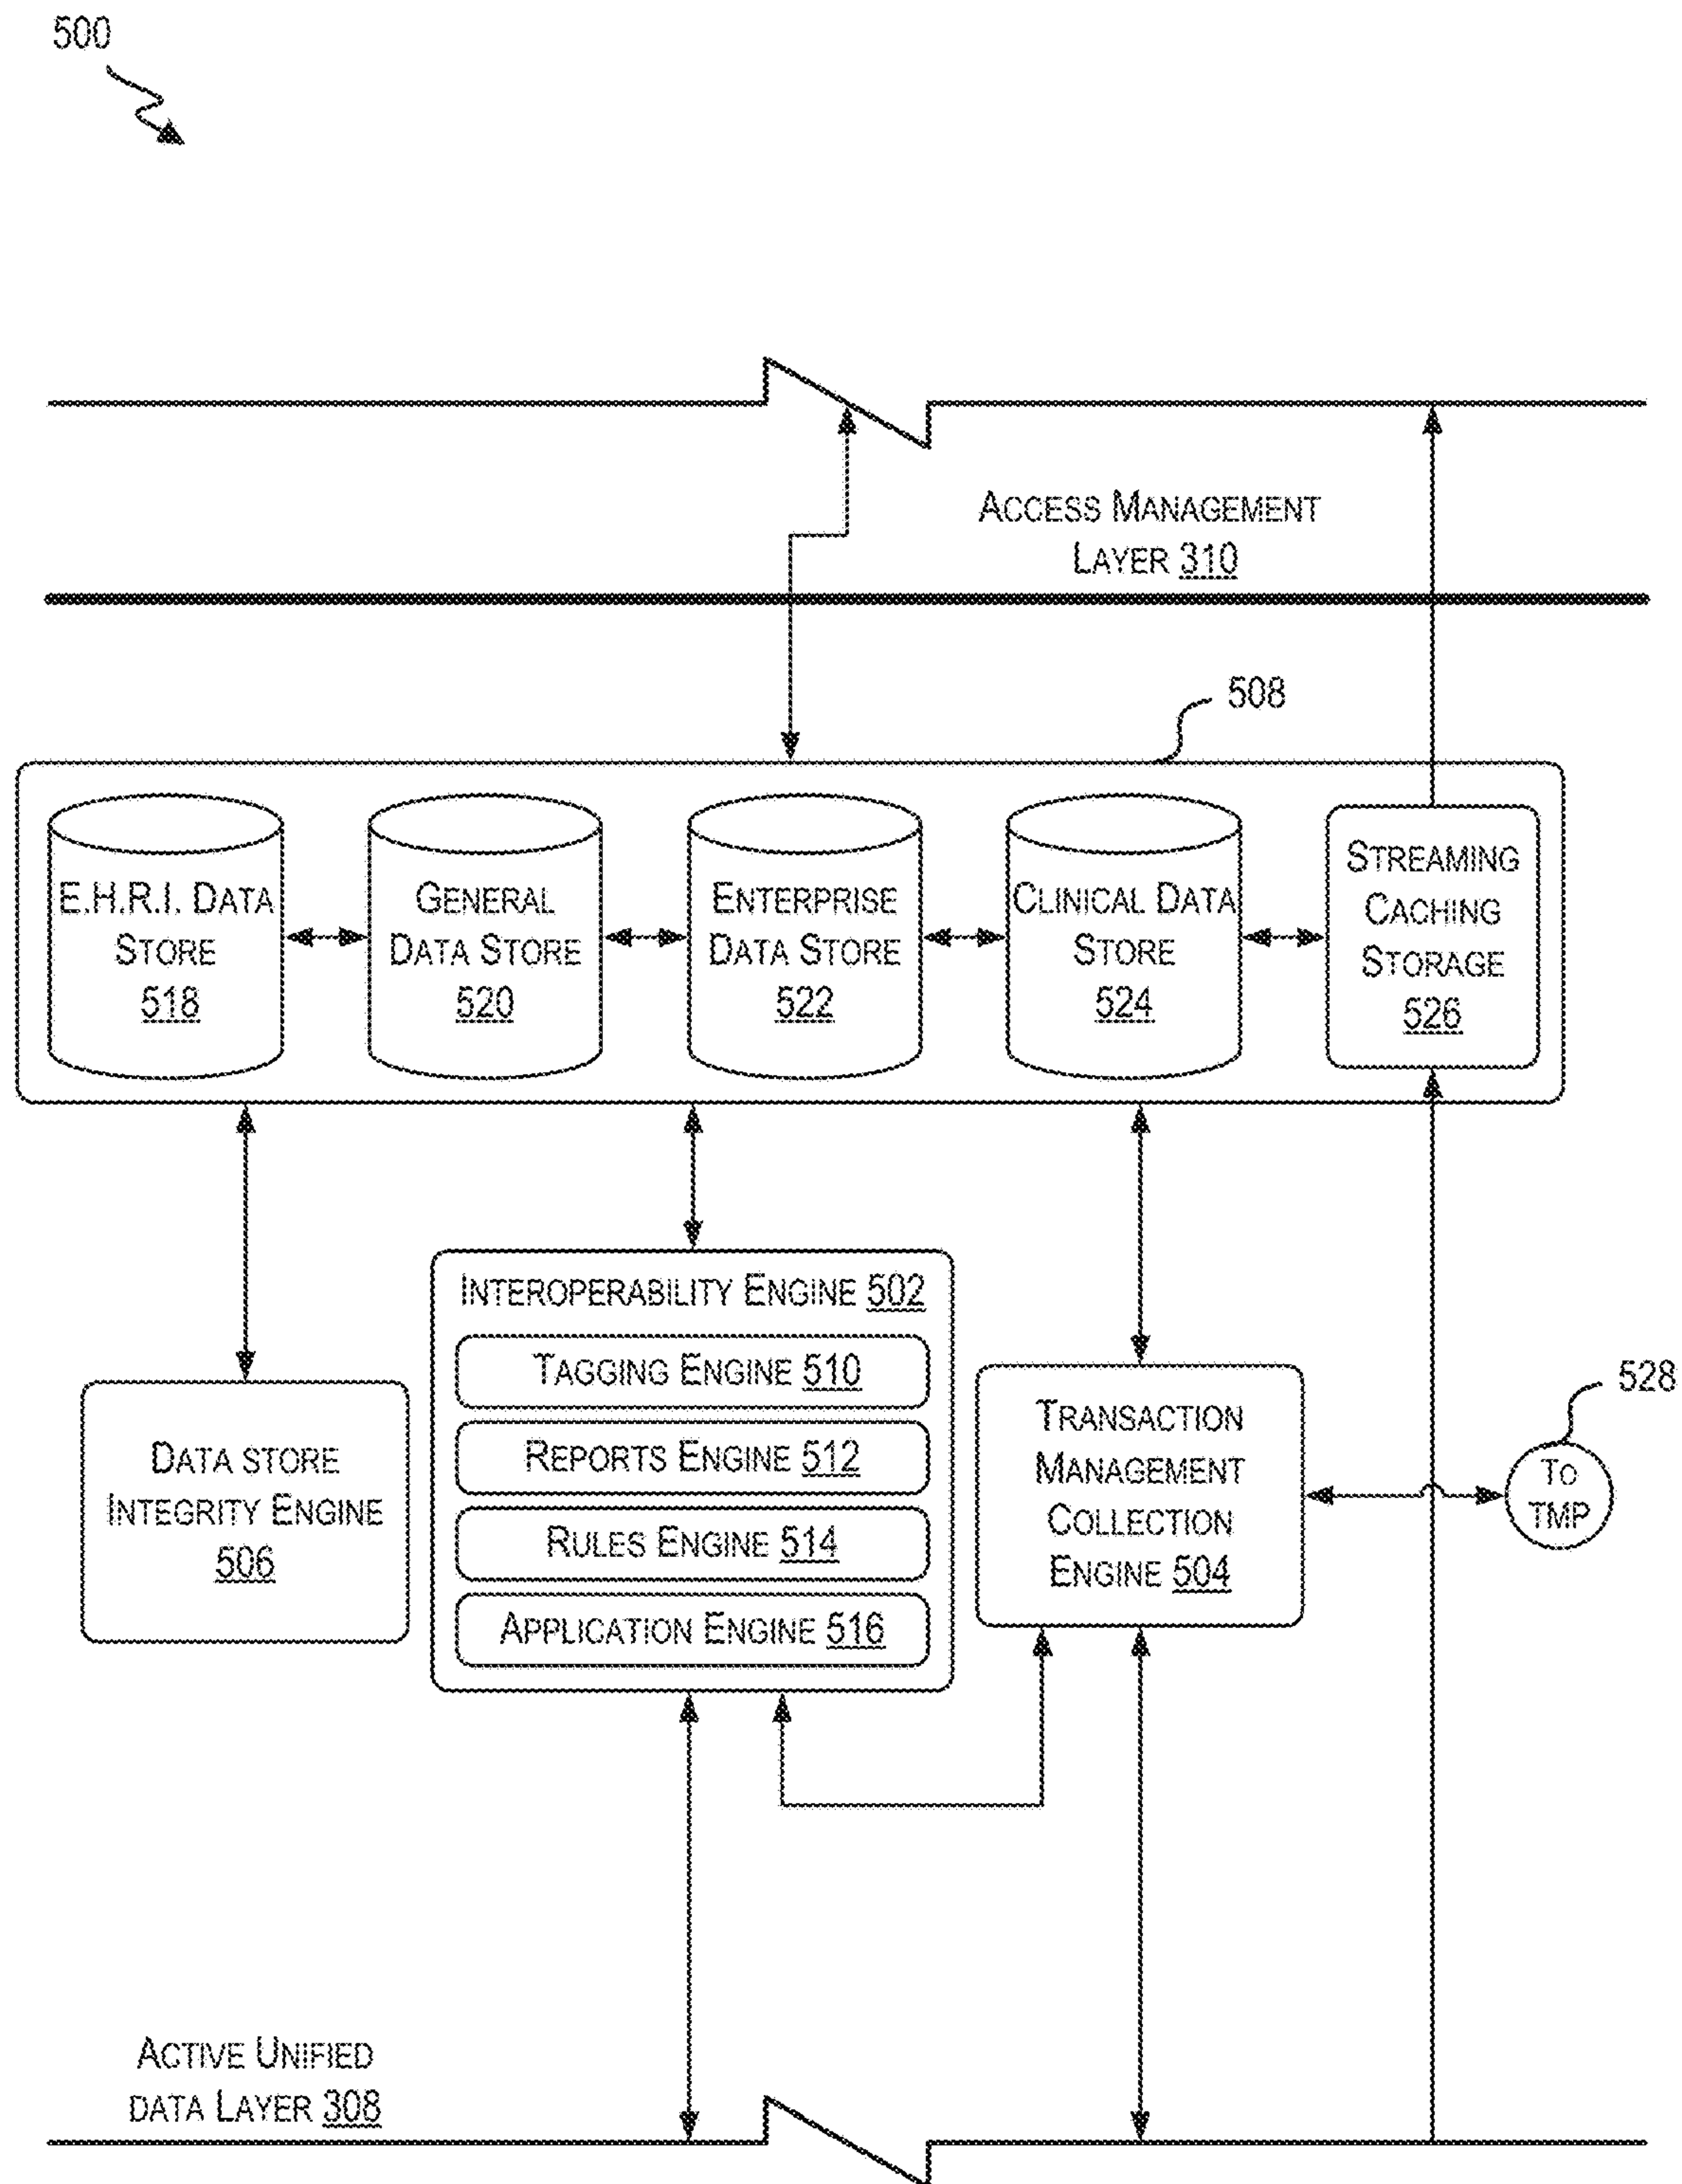 500
ACCESS MANAGEMENT
LAYER 310
508
E.H.R.I. DATA
STORE
518
GENERAL
DATA STORE
520
ENTERPRISE
DATA STORE
522
CLINICAL DATA
STORE
524
STREAMING
CACHING
STORAGE
526
DATA STORE
INTEGRITY ENGINE
506
INTEROPERABILITY ENGINE 502
TAGGING ENGINE 510
REPORTS ENGINE 512
RULES ENGINE 514
APPLICATION ENGINE 516
TRANSACTION
MANAGEMENT
COLLECTION
ENGINE 504
528
TO
TMP
ACTIVE UNIFIED
DATA LAYER 308